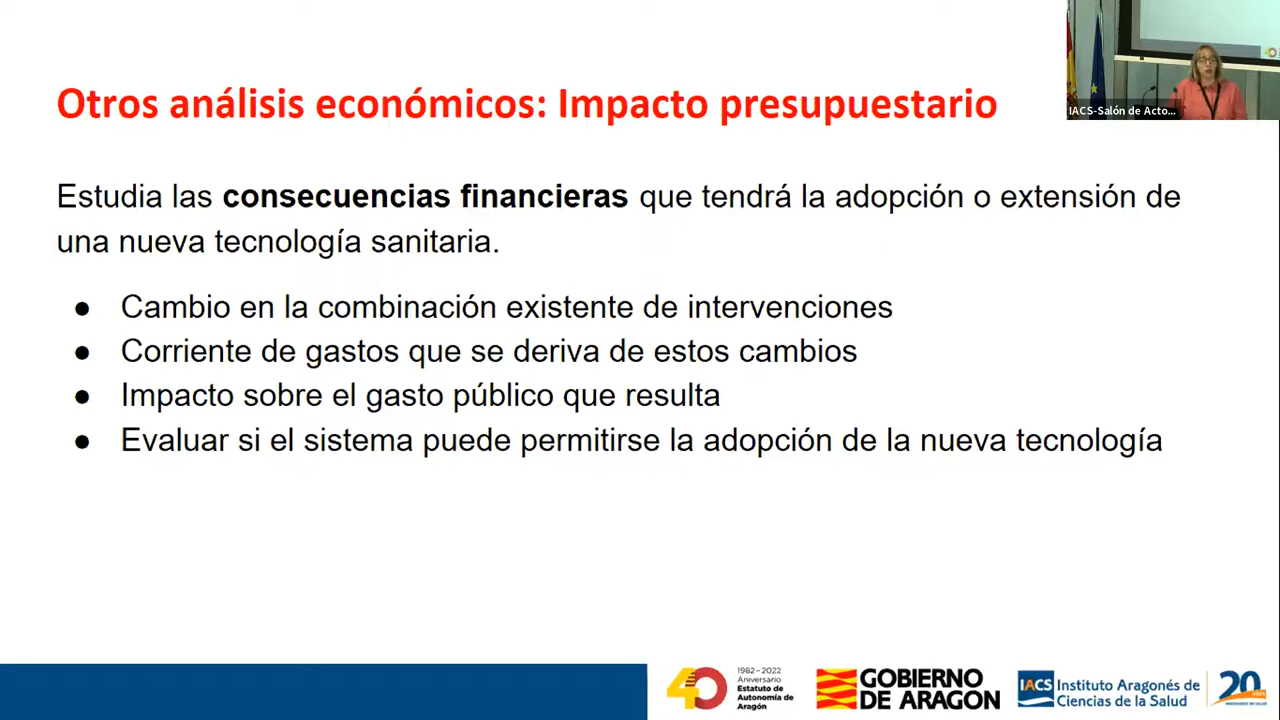 Otros análisis económicos: Impacto presupuestario
IACS-Salón de Acto...
Estudia las consecuencias financieras que tendrá la adopción o extensión de
una nueva tecnología sanitaria.
● Cambio en la combinación existente de intervenciones
● Corriente de gastos que se deriva de estos cambios
● Impacto sobre el gasto público que resulta
● Evaluar si el sistema puede permitirse la adopción de la nueva tecnología
40
1982-2022
Aniversario
Estatuto de
Autonomía de
Aragón
GOBIERNO
DE ARAGON
IACS
Instituto Aragonés de
Ciencias de la Salud
20